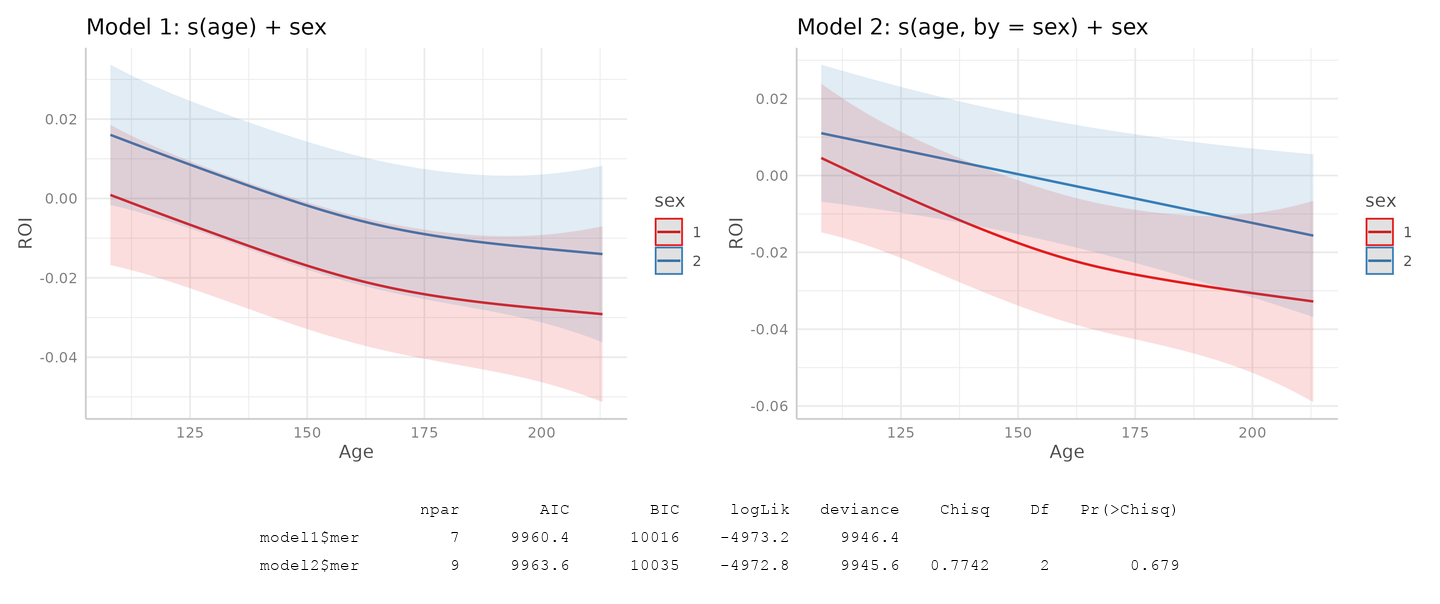 Model 1: s(age) + sex
0.02
0.00
-0.02
-0.04
ROI
125 150 175 200
Age
sex
1
2
Model 2: s(age, by = sex) + sex
0.02
0.00
-0.02
-0.04
-0.06
ROI
125 150 175 200
Age
sex
1
2
npar AIC BIC logLik deviance Chisq Df Pr(>Chisq)
model1$mer 7 9960.4 10016 -4973.2 9946.4
model2$mer 9 9963.6 10035 -4972.8 9945.6 0.7742 2 0.679